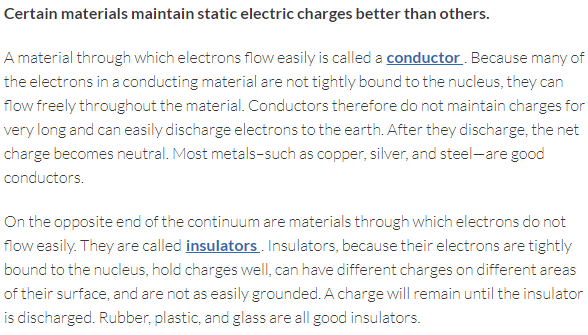 Certain materials maintain static electric charges better than others.
A material through which electrons flow easily is called a conductor . Because many of
the electrons in a conducting material are not tightly bound to the nucleus, they can
flow freely throughout the material. Conductors therefore do not maintain charges for
very long and can easily discharge electrons to the earth. After they discharge, the net
charge becomes neutral. Most metals–such as copper, silver, and steel—are good
conductors.
On the opposite end of the continuum are materials through which electrons do not
flow easily. They are called insulators . Insulators, because their electrons are tightly
bound to the nucleus, hold charges well, can have different charges on different areas
of their surface, and are not as easily grounded. A charge will remain until the insulator
is discharged. Rubber, plastic, and glass are all good insulators.